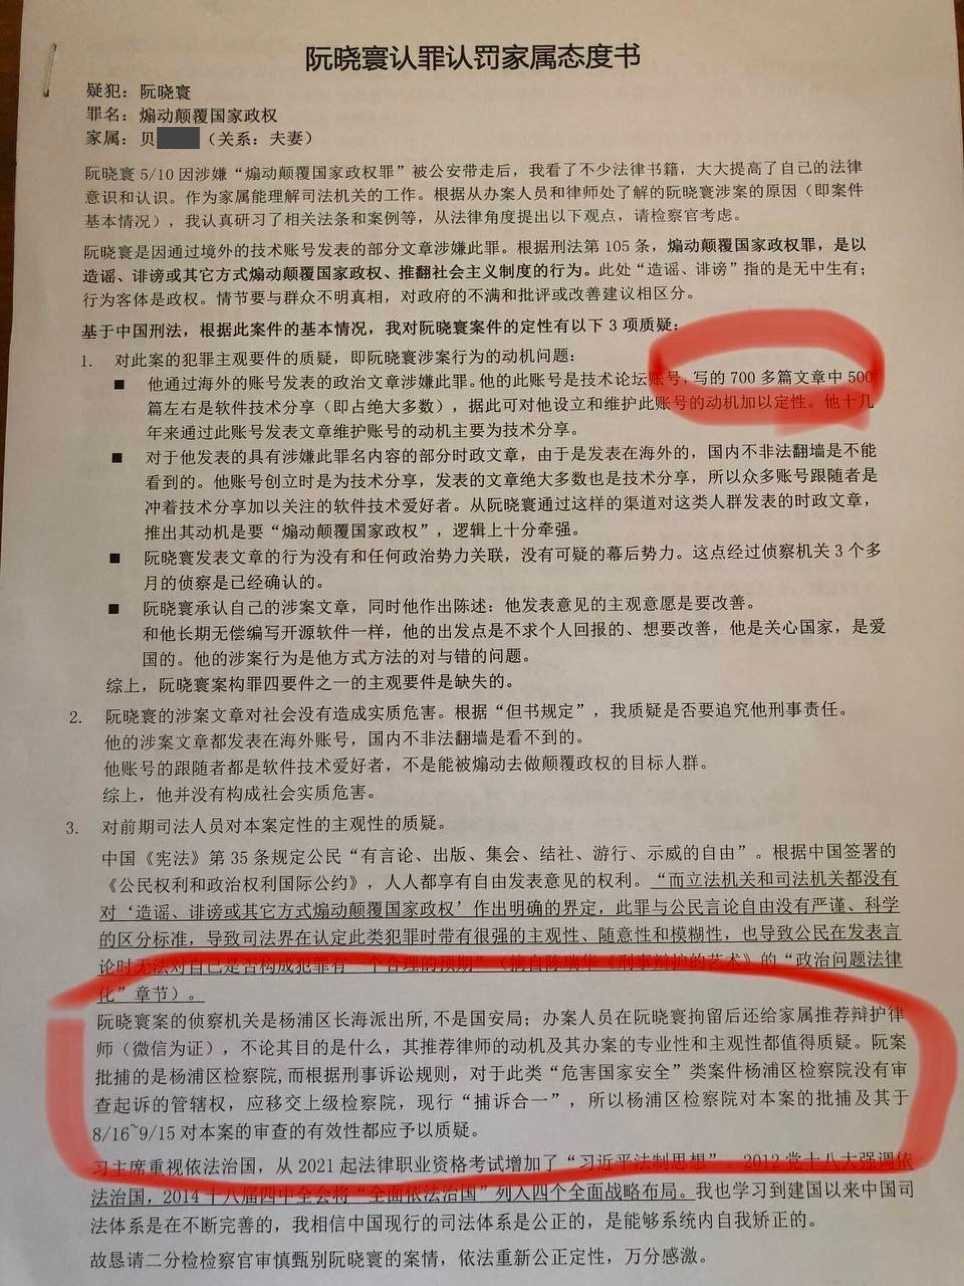 阮晓寰认罪认罚家属态度书
疑犯：阮晓寰
罪名：煽动颠覆国家政权
家属：贝（关系：夫妻）
阮晓寰 5/10 因涉嫌“煽动颠覆国家政权罪”被公安带走后，我看了不少法律书籍，大大提高了自己的法律
意识和认识。作为家属能理解司法机关的工作。根据从办案人员和律师处了解的阮晓寰涉案的原因（即案件
基本情况），我认真研习了相关法条和案例等，从法律角度提出以下观点，请检察官考虑。
阮晓寰是因通过境外的技术账号发表的部分文章涉嫌此罪。根据刑法第 105 条，煽动颠覆国家政权罪，是以
造谣、诽谤或其它方式煽动颠覆国家政权、推翻社会主义制度的行为。此处“造谣、诽谤”指的是无中生有；
行为客体是政权。情节要与群众不明真相，对政府的不满和批评或改善建议相区分。
基于中国刑法，根据此案件的基本情况，我对阮晓寰案件的定性有以下 3 项质疑：
1. 对此案的犯罪主观要件的质疑，即阮晓寰涉案行为的动机问题：
■ 他通过海外的账号发表的政治文章涉嫌此罪。他的此账号是技术论坛账号，写的 700 多篇文章中 500
篇左右是软件技术分享（即占绝大多数），据此可对他设立和维护此账号的动机加以定性。他十几
年来通过此账号发表文章维护账号的动机主要为技术分享。
■ 对于他发表的具有涉嫌此罪名内容的部分时政文章，由于是发表在海外的，国内不非法翻墙是不能
看到的。他账号创立时是为技术分享，发表的文章绝大多数也是技术分享，所以众多账号跟随者是
冲着技术分享加以关注的软件技术爱好者。从阮晓寰通过这样的渠道对这类人群发表的时政文章，
推出其动机是要“煽动颠覆国家政权”，逻辑上十分牵强。
■ 阮晓寰发表文章的行为没有和任何政治势力关联，没有可疑的幕后势力。这点经过侦察机关 3 个多
月的侦察是已经确认的。
■ 阮晓寰承认自己的涉案文章，同时他作出陈述：他发表意见的主观意愿是要改善。
和他长期无偿编写开源软件一样，他的出发点是不求个人回报的、想要改善，他是关心国家，是爱
国的。他的涉案行为是他方式方法的对与错的问题。
综上，阮晓寰案构罪四要件之一的主观要件是缺失的。
2. 阮晓寰的涉案文章对社会没有造成实质危害。根据“但书规定”，我质疑是否要追究他刑事责任。
他的涉案文章都发表在海外账号，国内不非法翻墙是看不到的。
他账号的跟随者都是软件技术爱好者，不是能被煽动去做颠覆政权的目标人群。
综上，他并没有构成社会实质危害。
3. 对前期司法人员对本案定性的主观性的质疑。
中国《宪法》第 35 条规定公民“有言论、出版、集会、结社、游行、示威的自由”。根据中国签署的
《公民权利和政治权利国际公约》，人人都享有自由发表意见的权利。“而立法机关和司法机关都没有
对‘造谣、诽谤或其它方式煽动颠覆国家政权’作出明确的界定，此罪与公民言论自由没有严谨、科学
的区分标准，导致司法界在认定此类犯罪时带有很强的主观性、随意性和模糊性，也导致公民在发表言
论时无法对自己是否构成犯罪有一个合理的预期”（摘自陈瑞华《刑事辩护的艺术》的“政治问题法律
化”章节）。
阮晓寰案的侦察机关是杨浦区长海派出所，不是国安局；办案人员在阮晓寰拘留后还给家属推荐辩护律
师（微信为证），不论其目的是什么，其推荐律师的动机及其办案的专业性和主观性都值得质疑。阮案
批捕的是杨浦区检察院，而根据刑事诉讼规则，对于此类“危害国家安全”类案件杨浦区检察院没有审
查起诉的管辖权，应移交上级检察院，现行“捕诉合一”，所以杨浦区检察院对本案的批捕及其于
8/16~9/15 对本案的审查的有效性都应予以质疑。
习主席重视依法治国，从 2021 起法律职业资格考试增加了“习近平法制思想”，2012 党十八大强调依
法治国，2014 十八届四中全会将“全面依法治国”列入四个全面战略布局。我也学习到建国以来中国司
法体系是在不断完善的，我相信中国现行的司法体系是公正的，是能够系统内自我矫正的。
故恳请二分检检察官审慎甄别阮晓寰的案情，依法重新公正定性，万分感激。